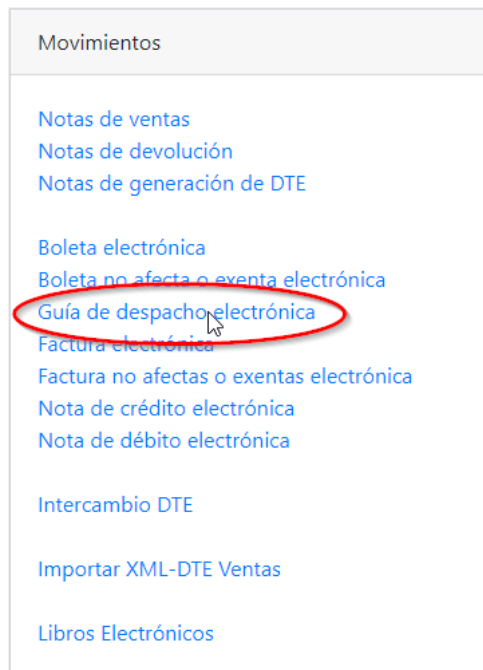 Movimientos
Notas de ventas
Notas de devolución
Notas de generación de DTE
Boleta electrónica
Boleta no afecta o exenta electrónica
Guía de despacho electrónica
Factura electrónica
Factura no afectas o exentas electrónica
Nota de crédito electrónica
Nota de débito electrónica
Intercambio DTE
Importar XML-DTE Ventas
Libros Electrónicos